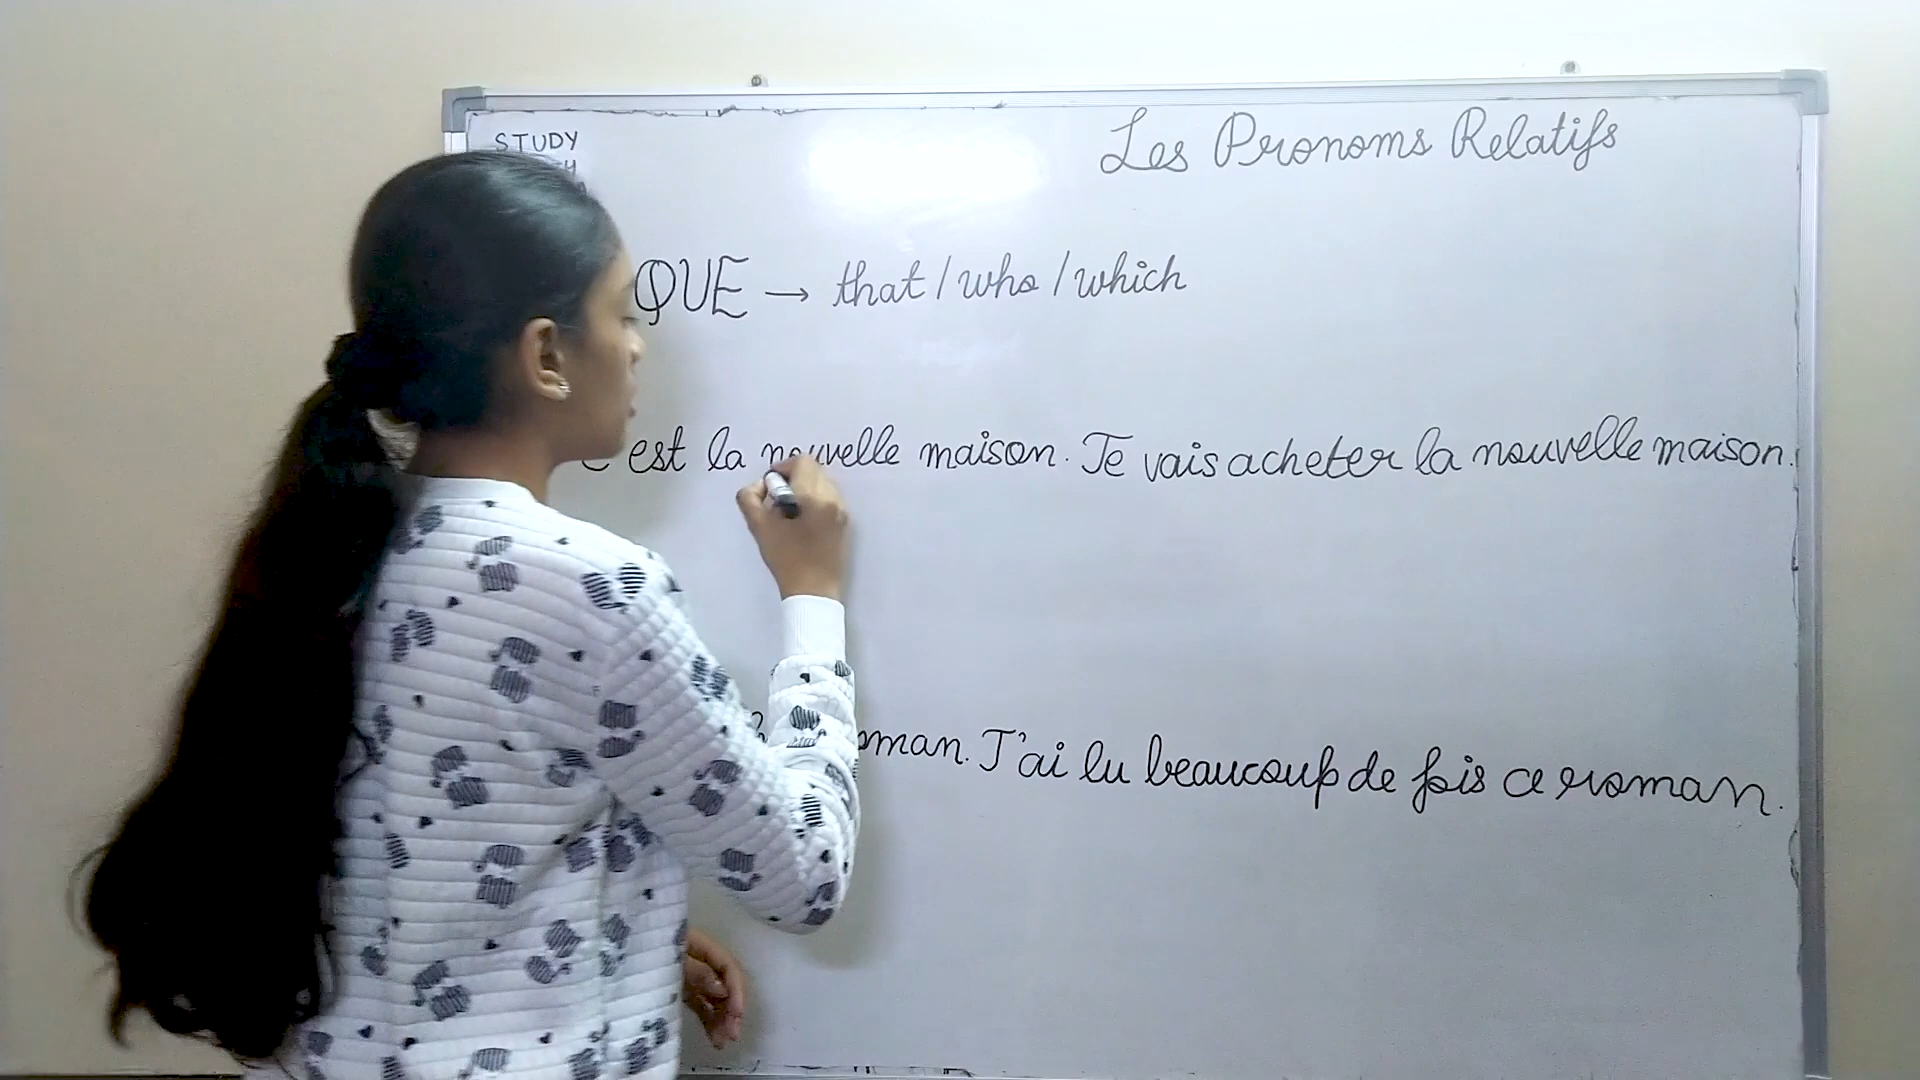 STUDY
Les Pronoms Relatifs
QUE → that / who / which
C'est la nouvelle maison. Je vais acheter la nouvelle maison.
J'ai lu beaucoup de fois ce roman.